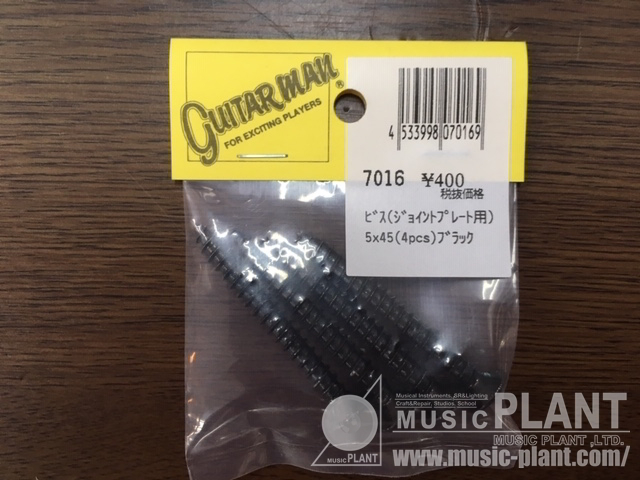 GUITARMAN®
FOR EXCITING PLAYERS
4 533998 070169
7016 ¥400
税抜価格
ﾋﾞｽ(ｼﾞｮｲﾝﾄﾌﾟﾚｰﾄ用)
5x45(4pcs)ﾌﾞﾗｯｸ
Musical Instruments, SR&Lighting
Craft&Repair, Studios, School
MUSIC PLANT
MUSIC PLANT ,LTD.
MUSIC PLANT
www.music-plant.com/